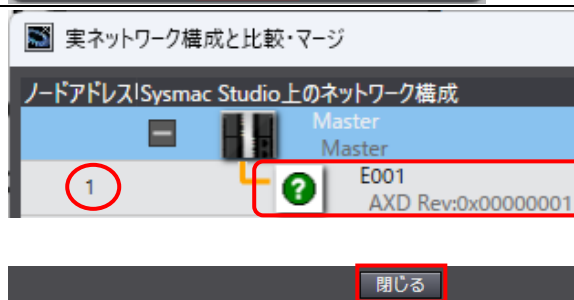 実ネットワーク構成と比較・マージ
ノードアドレス|Sysmac Studio上のネットワーク構成
Master
Master
1
E001
AXD Rev:0x00000001
閉じる